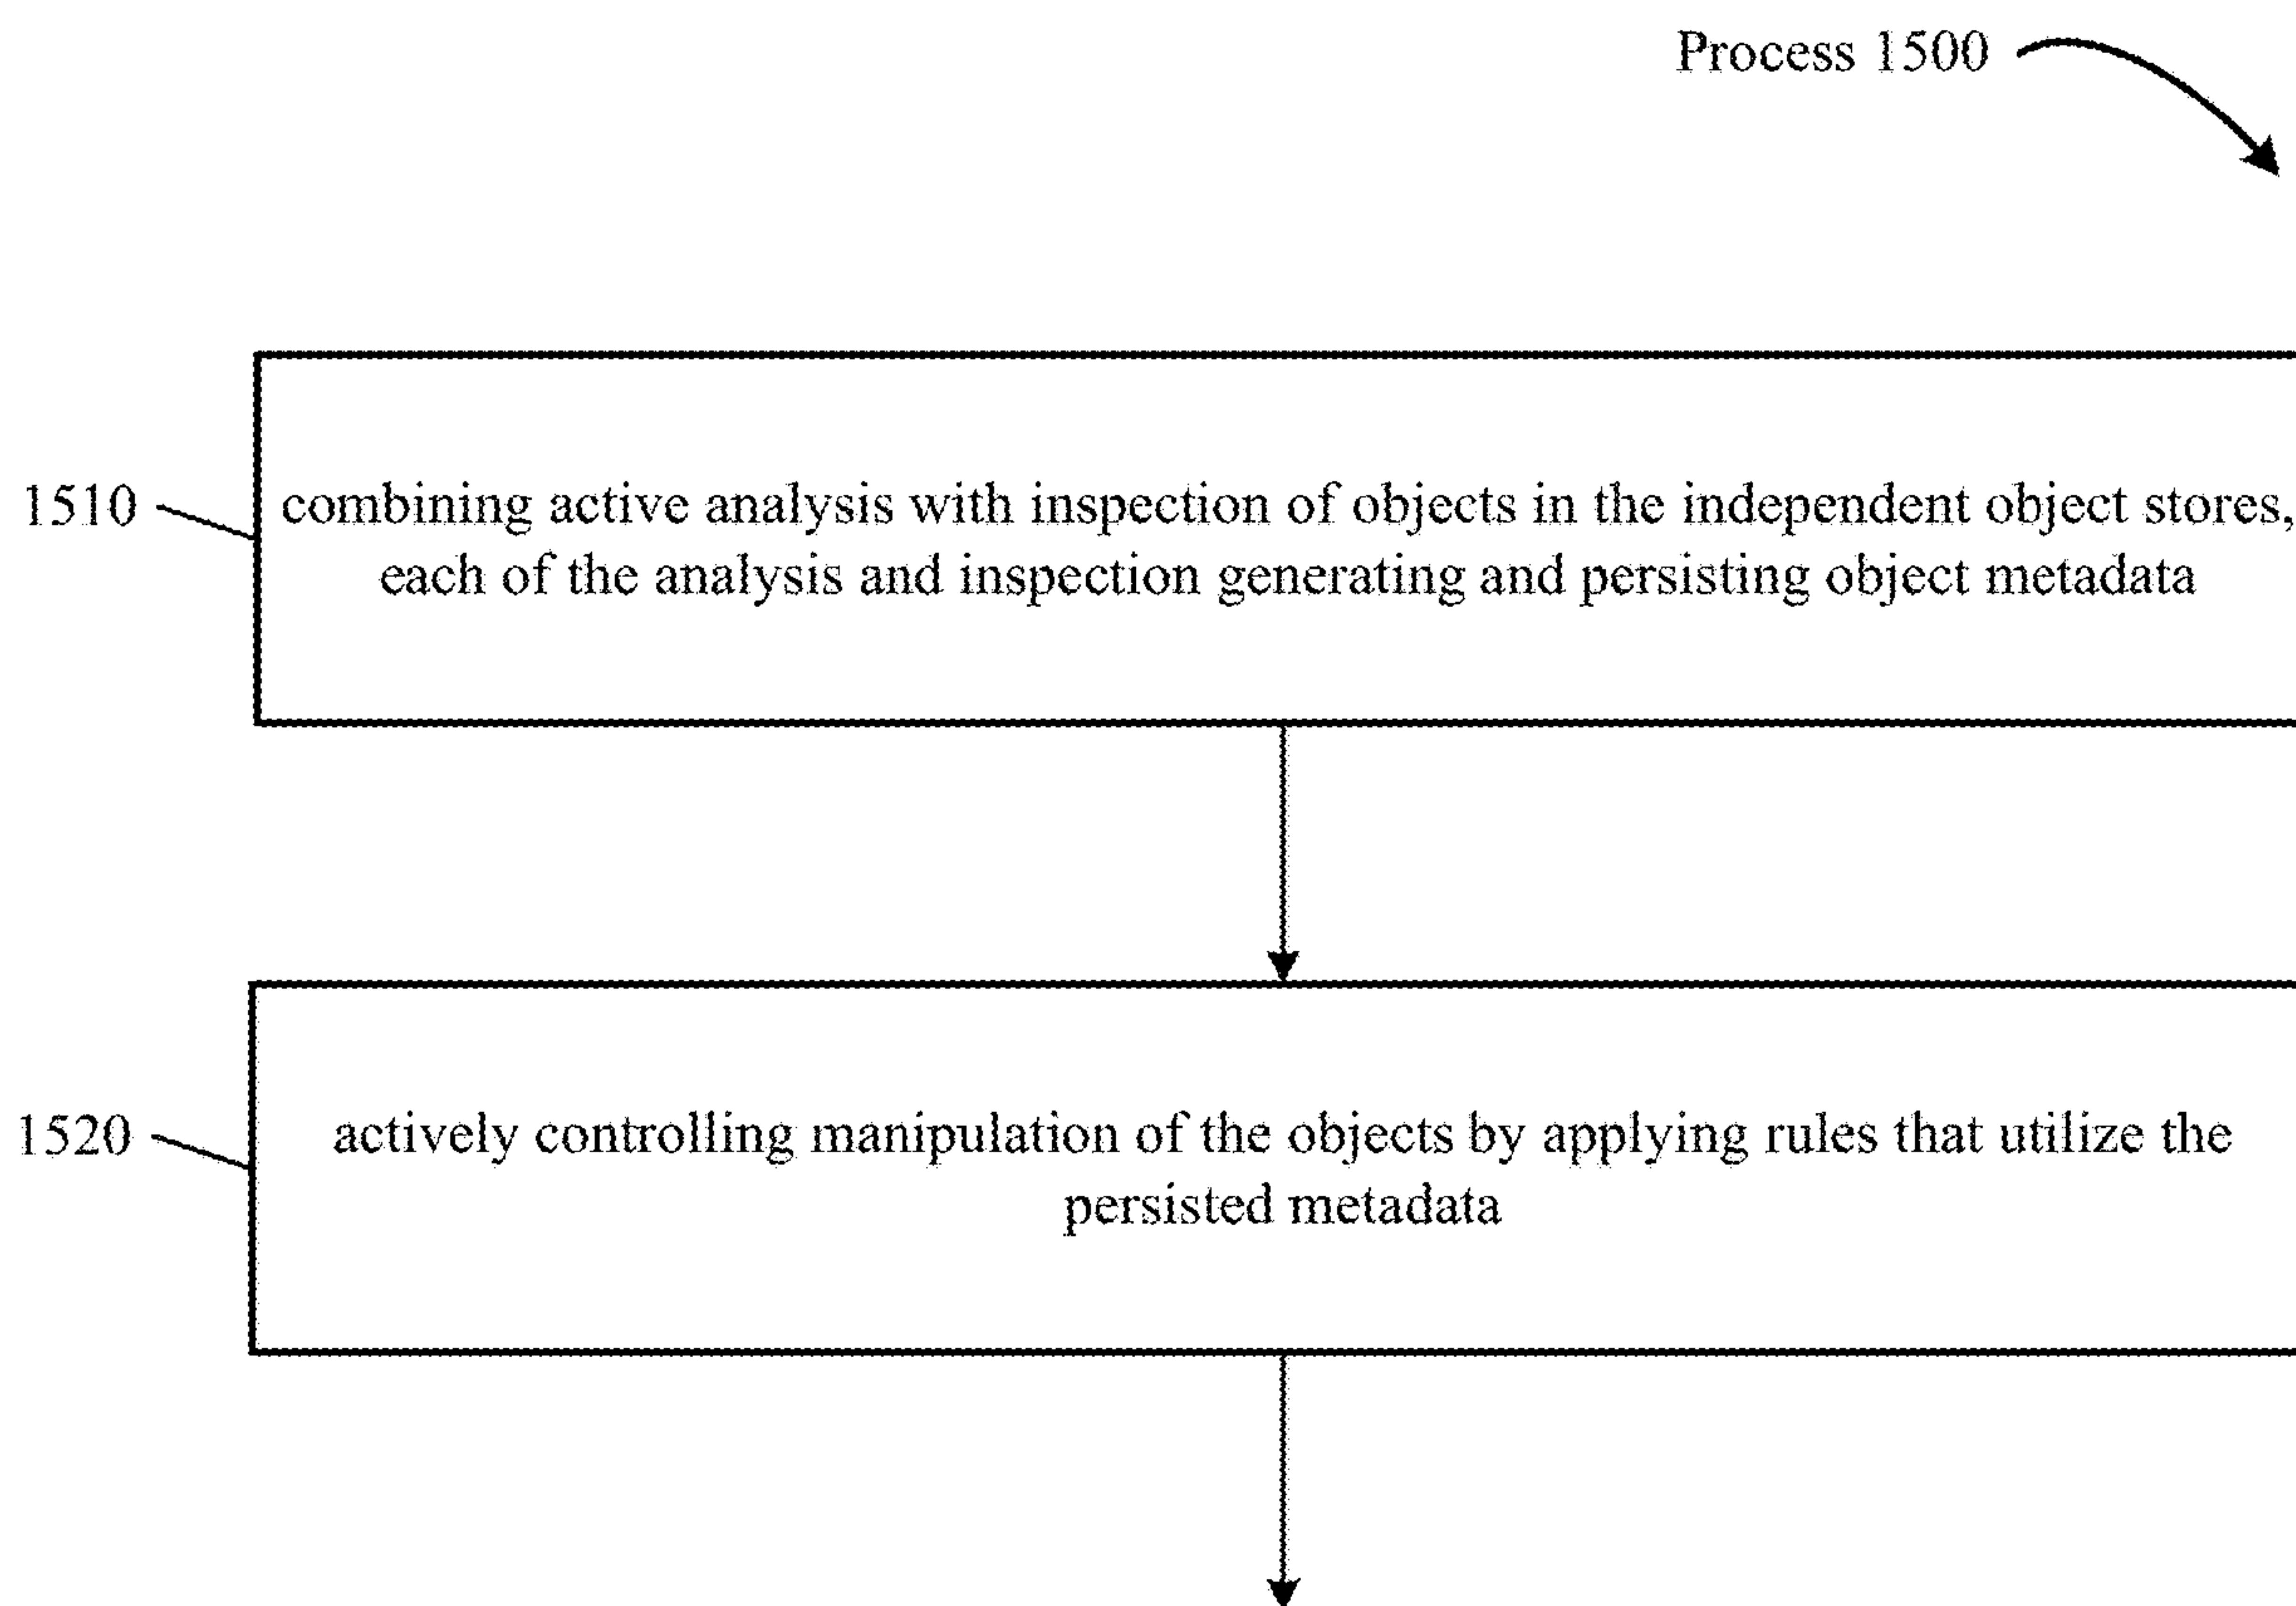 Process 1500
1510
combining active analysis with inspection of objects in the independent object stores,
each of the analysis and inspection generating and persisting object metadata
1520
actively controlling manipulation of the objects by applying rules that utilize the
persisted metadata